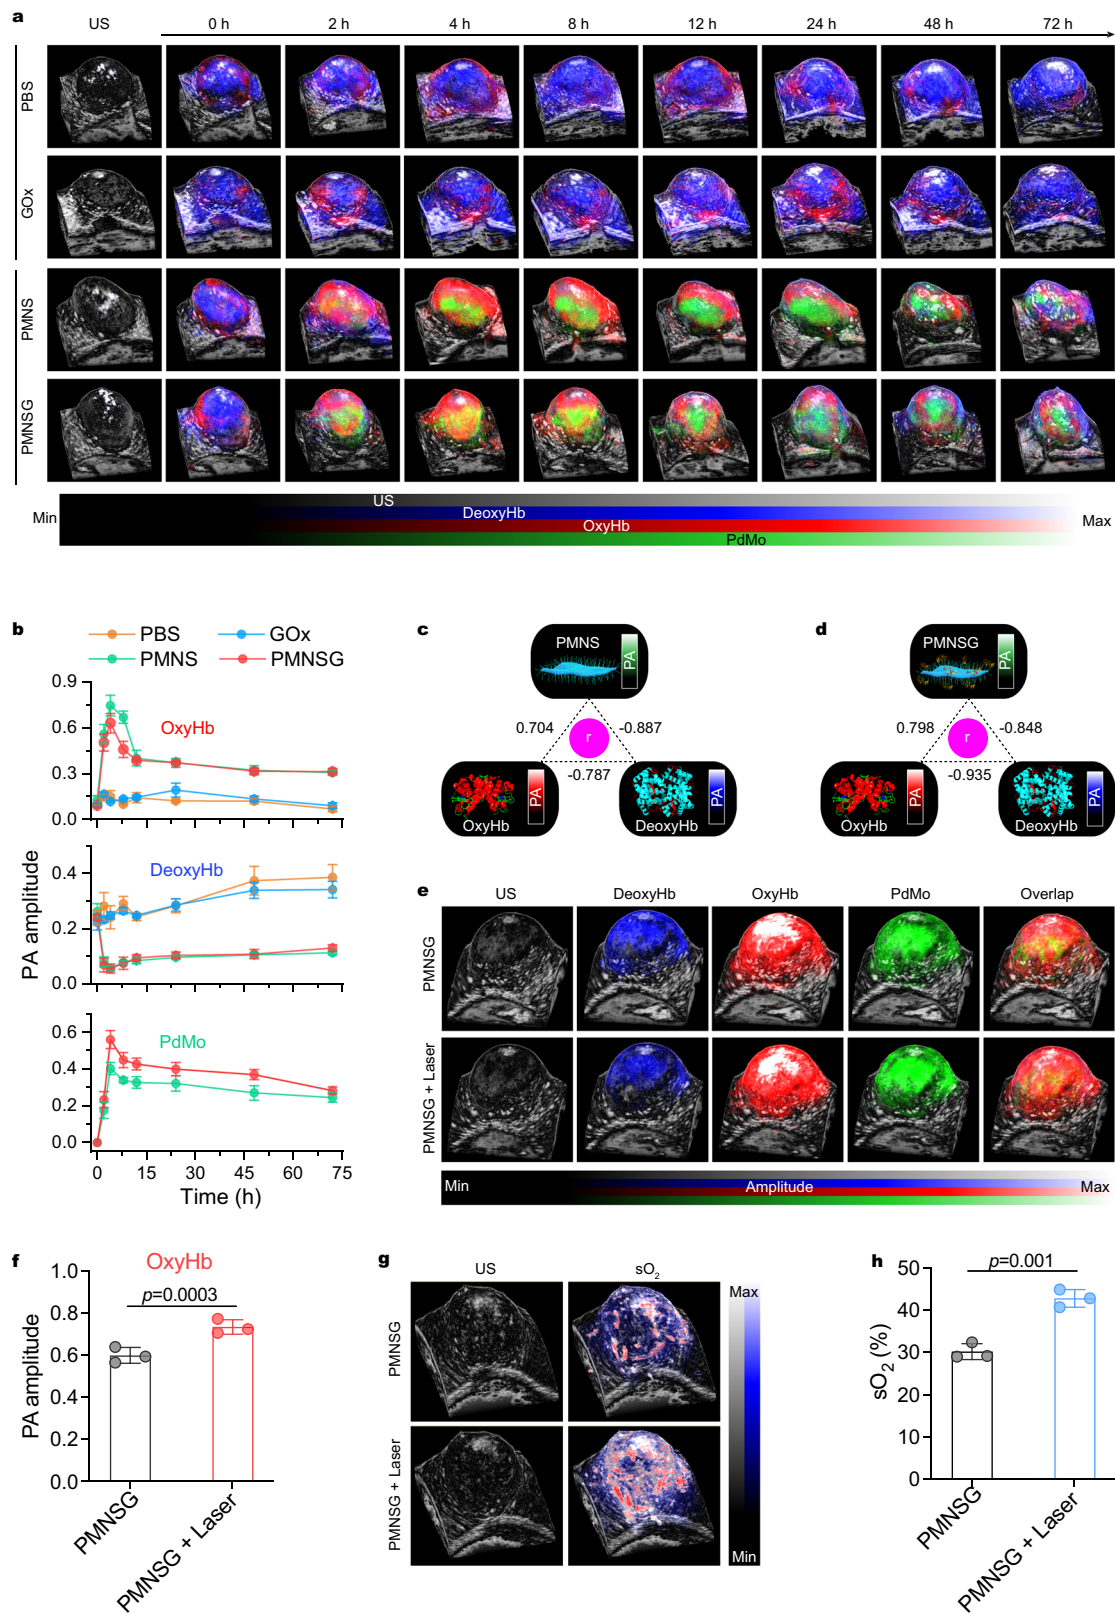 a
US 0 h 2 h 4 h 8 h 12 h 24 h 48 h 72 h
PBS
GOx
PMNS
PMNSG
US
Min DeoxyHb Max
OxyHb
PdMo
b
PBS GOx
PMNS PMNSG
PA amplitude
0.9
0.6
0.3
0.0
OxyHb
0.4
0.2
0.0
DeoxyHb
0.6
0.4
0.2
0.0
PdMo
0 15 30 45 60 75
Time (h)
c
PMNS
PA
0.704 r -0.887
-0.787
OxyHb PA
DeoxyHb PA
d
PMNSG
PA
0.798 r -0.848
-0.935
OxyHb PA
DeoxyHb PA
e
US DeoxyHb OxyHb PdMo Overlap
PMNSG
PMNSG + Laser
Min Amplitude Max
f
OxyHb
p=0.0003
PA amplitude
1.0
0.8
0.6
0.4
0.2
0.0
PMNSG
PMNSG + Laser
g
US sO2
PMNSG
PMNSG + Laser
Max
Min
h
p=0.001
sO2 (%)
50
40
30
20
10
0
PMNSG
PMNSG + Laser